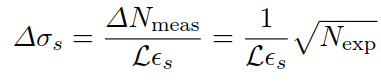 Δσ_s = ΔN_meas / ℒϵ_s = 1 / ℒϵ_s √N_exp